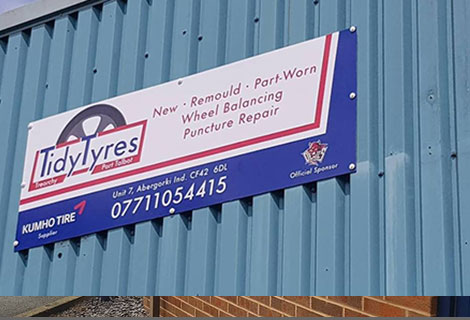 New · Remould · Part-Worn
Wheel Balancing
Puncture Repair
TidyTyres
Treorchy
Port Talbot
Unit 7, Abergorki Ind. CF42 6DL
07711054415
KUMHO TIRE
Supplier
Official Sponsor